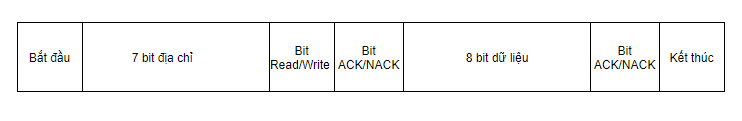 Bắt đầu
7 bit địa chỉ
Bit
Read/Write
Bit
ACK/NACK
8 bit dữ liệu
Bit
ACK/NACK
Kết thúc